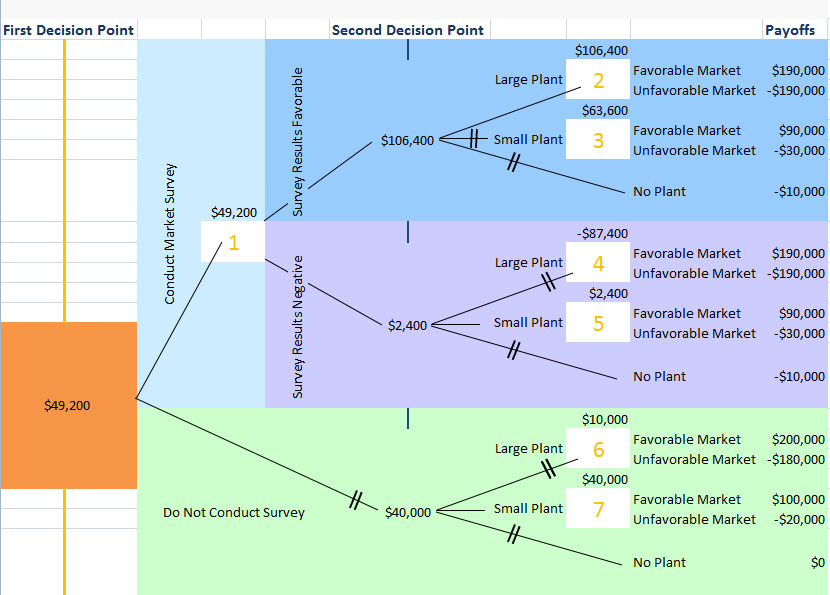 First Decision Point Second Decision Point Payoffs
$106,400
Large Plant 2 Favorable Market $190,000
Unfavorable Market -$190,000
$63,600
$106,400 Small Plant 3 Favorable Market $90,000
Unfavorable Market -$30,000
No Plant -$10,000
Survey Results Favorable
Conduct Market Survey
$49,200
1
-$87,400
Large Plant 4 Favorable Market $190,000
Unfavorable Market -$190,000
$2,400
$2,400 Small Plant 5 Favorable Market $90,000
Unfavorable Market -$30,000
No Plant -$10,000
Survey Results Negative
$49,200
$10,000
Large Plant 6 Favorable Market $200,000
Unfavorable Market -$180,000
$40,000
$40,000 Small Plant 7 Favorable Market $100,000
Unfavorable Market -$20,000
Do Not Conduct Survey
No Plant $0